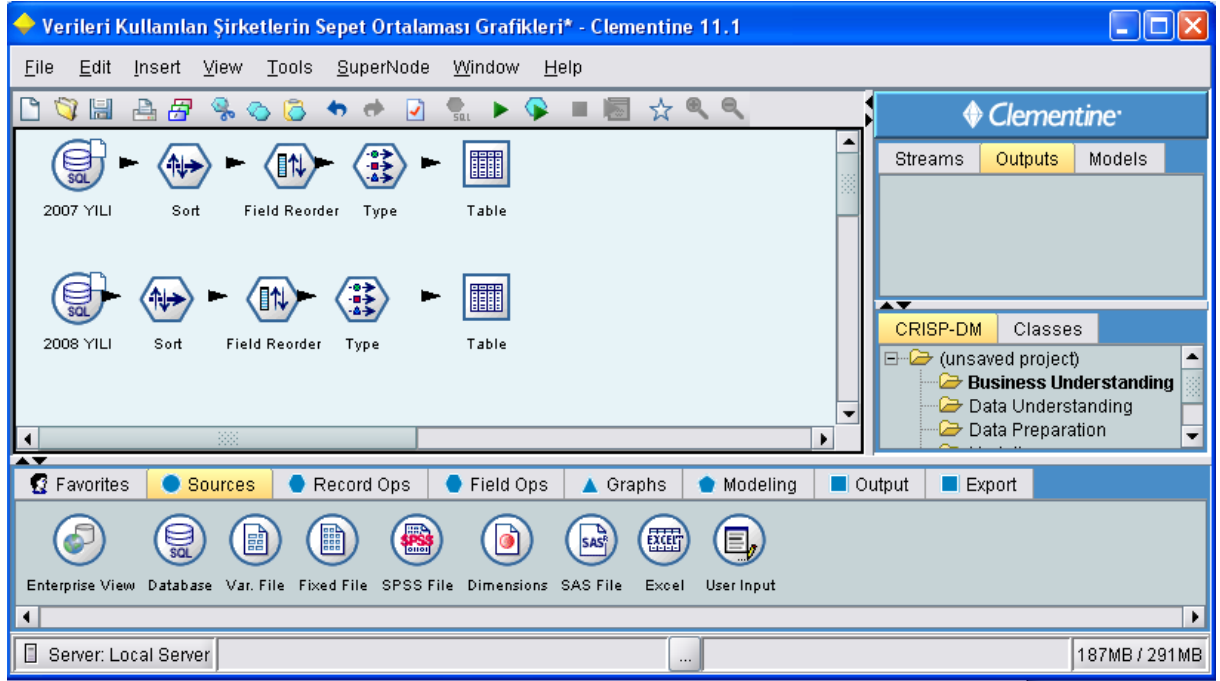 Verileri Kullanılan Şirketlerin Sepet Ortalaması Grafikleri* - Clementine 11.1
File Edit Insert View Tools SuperNode Window Help
SQL
Clementine
Streams Outputs Models
SQL
2007 YILI Sort Field Reorder Type Table
SQL
2008 YILI Sort Field Reorder Type Table
CRISP-DM Classes
(unsaved project)
Business Understanding
Data Understanding
Data Preparation
Favorites Sources Record Ops Field Ops Graphs Modeling Output Export
SQL SPSS SAS EXCEL
Enterprise View Database Var. File Fixed File SPSS File Dimensions SAS File Excel User Input
Server: Local Server ... 187MB / 291MB